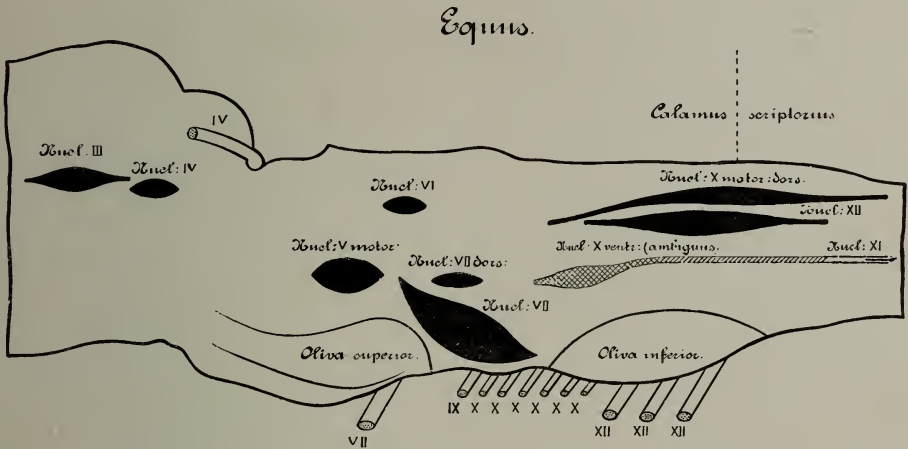 Equus.
IV
Calamus scriptorius
Nucl. III
Nucl: IV
Nucl: VI
Nucl: X motor: dors.
Nucl: XII
Nucl: V motor.
Nucl: VII dors:
Nucl: X ventr: (ambiguus.
Nucl: XI
Nucl: VII
Oliva superior.
Oliva inferior.
IX X X X X X X
VII
XII XII XII